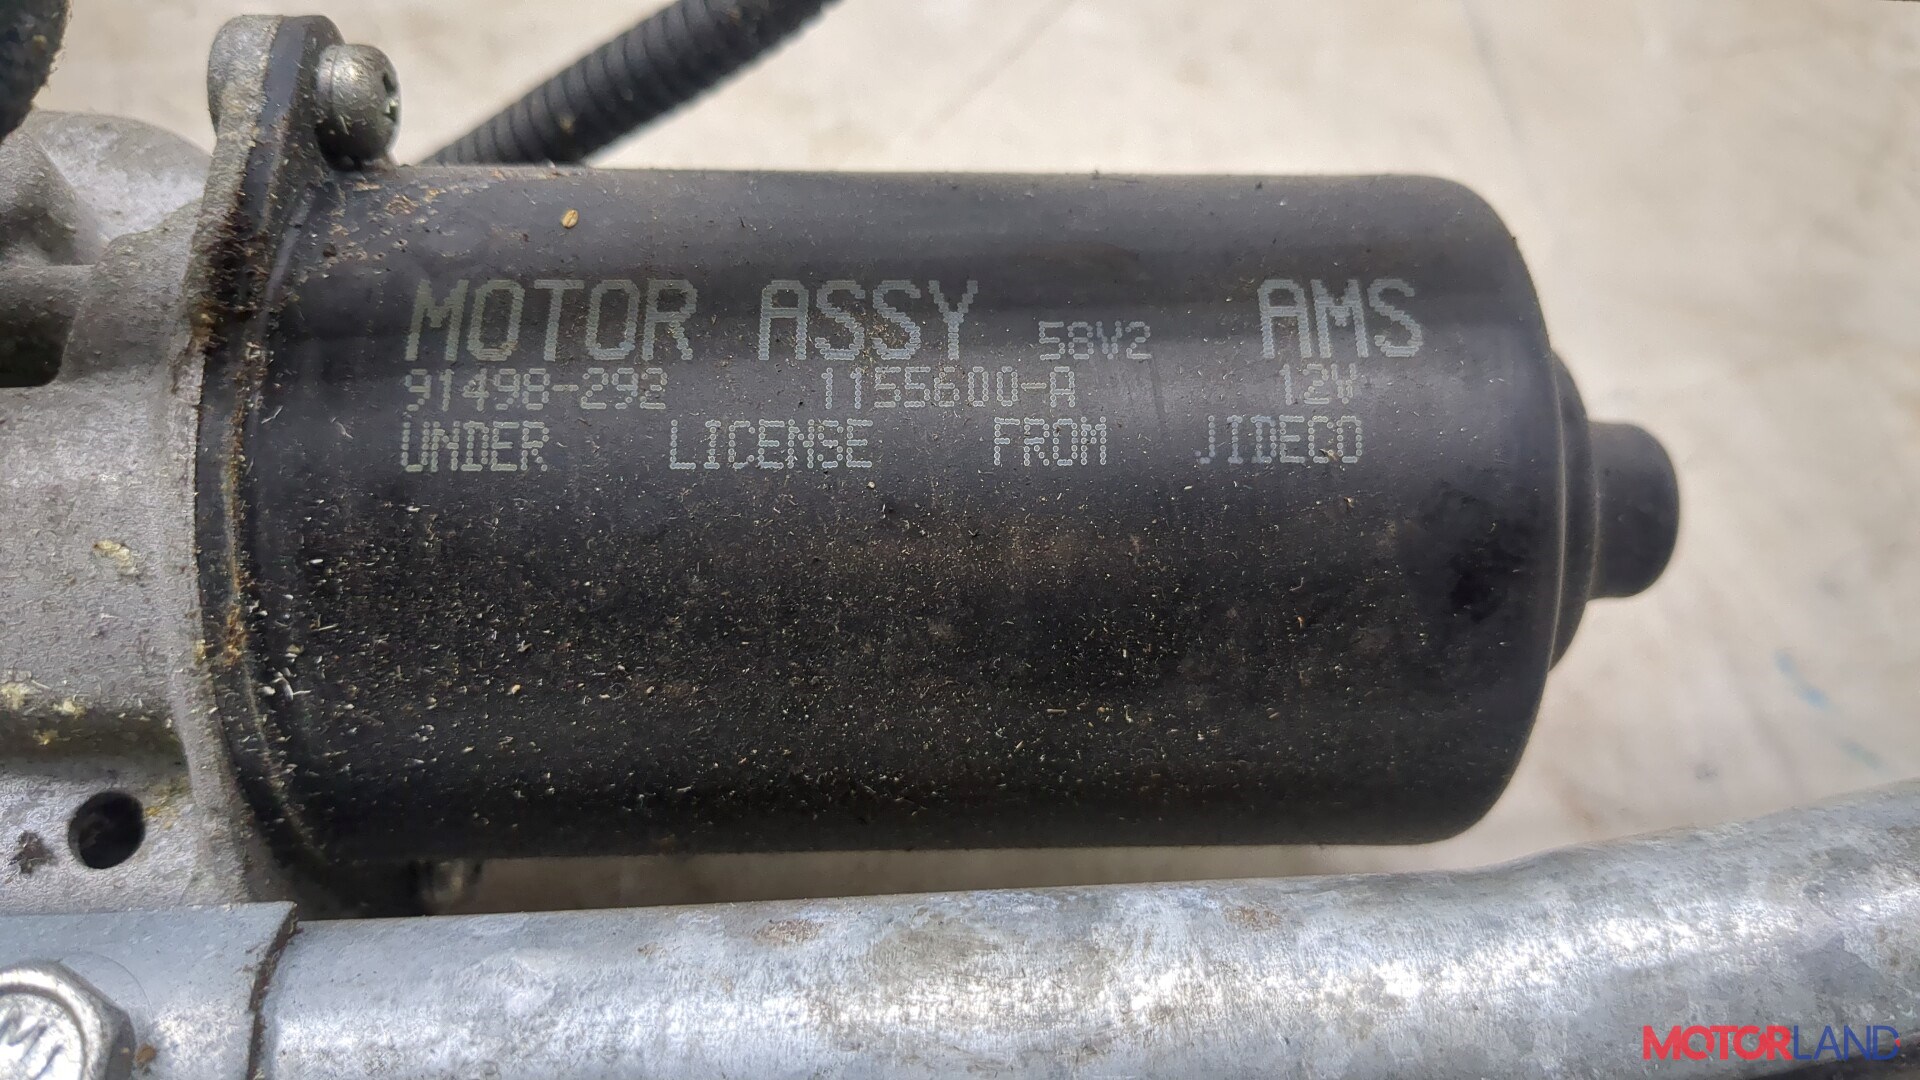 MOTOR ASSY 58V2 AMS
91498-292 1155600-A 12V
UNDER LICENSE FROM JIDECO
MOTORLAND